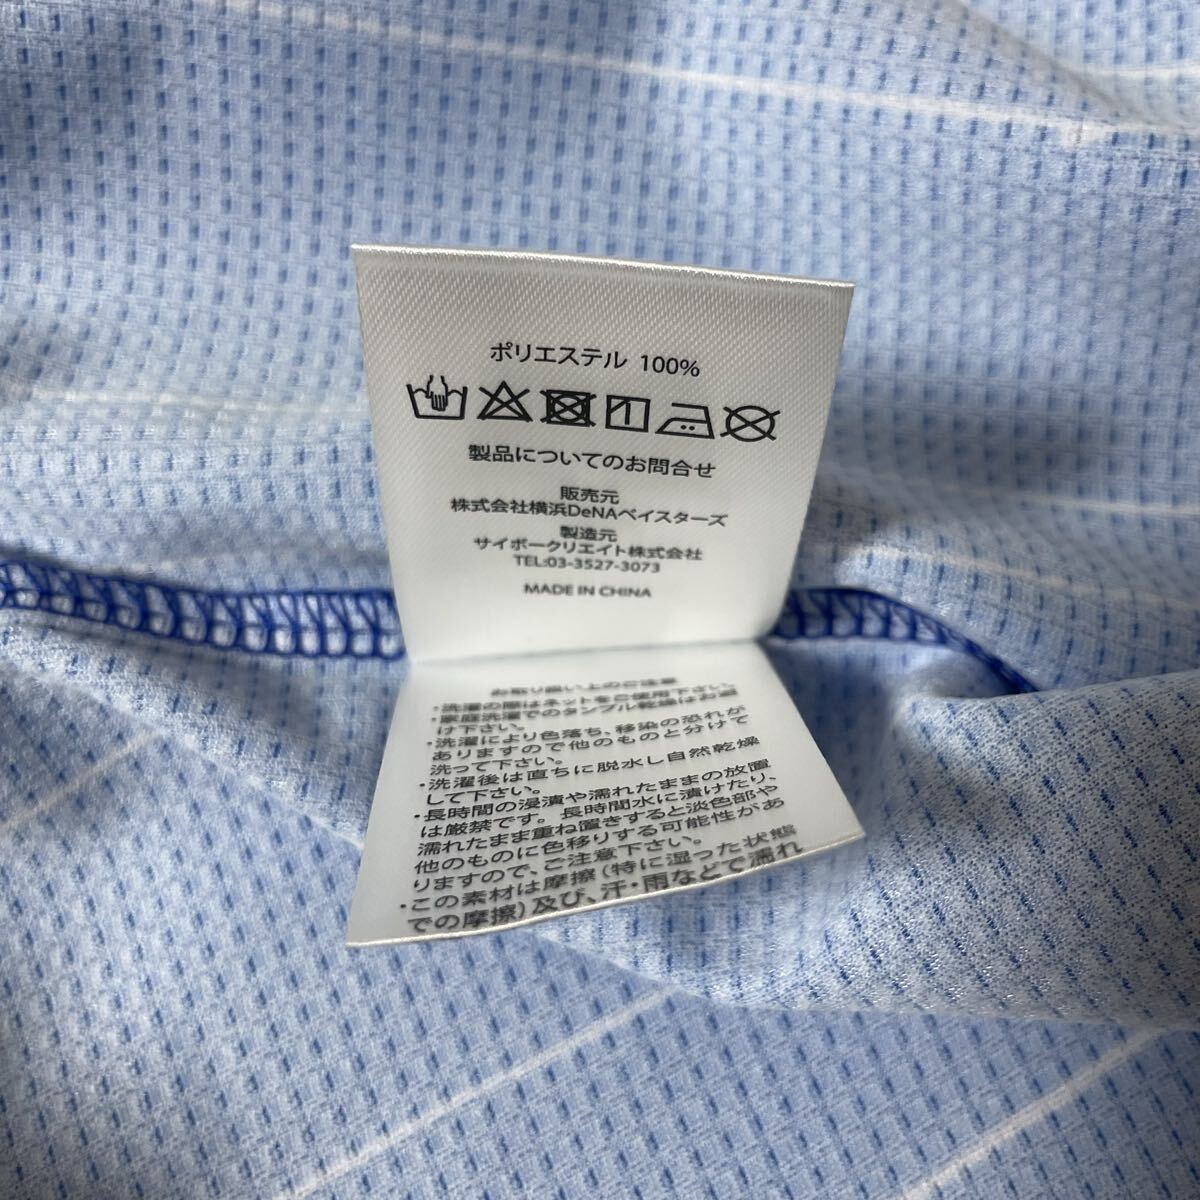 ポリエステル 100%
製品についてのお問合せ
販売元
株式会社横浜DeNAベイスターズ
製造元
サイボークリエイト株式会社
TEL:03-3527-3073
MADE IN CHINA
お取り扱い上のご注意
・洗濯の際はネットをご使用下さい。
・家庭洗濯でのタンブル乾燥はお避
け下さい。
・洗濯により色落ち、移染の恐れが
ありますので他のものと分けて
洗って下さい。
・洗濯後は直ちに脱水し自然乾燥
して下さい。
・長時間の浸漬や濡れたままの放置
は厳禁です。長時間水に漬けたり、
濡れたまま重ね置きすると淡色部や
他のものに色移りする可能性があ
りますので、ご注意下さい。
・この素材は摩擦(特に湿った状態
での摩擦)及び、汗・雨などで濡れ